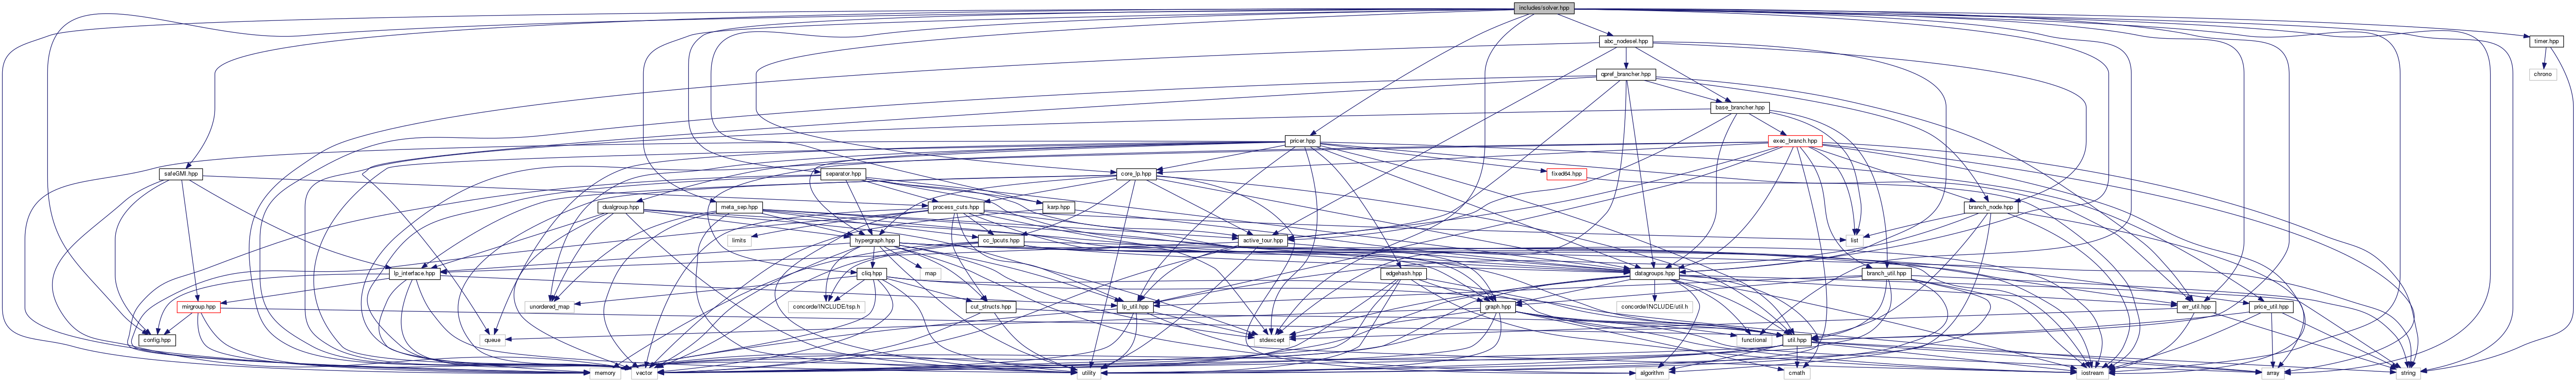 includes/solver.hpp
abc_nodesel.hpp
timer.hpp
qpref_brancher.hpp
chrono
base_brancher.hpp
pricer.hpp
exec_branch.hpp
safeGMI.hpp
separator.hpp
core_lp.hpp
fixed64.hpp
dualgroup.hpp
meta_sep.hpp
process_cuts.hpp
karp.hpp
branch_node.hpp
limits
hypergraph.hpp
cc_lpcuts.hpp
active_tour.hpp
list
lp_interface.hpp
cliq.hpp
map
edgehash.hpp
datagroups.hpp
branch_util.hpp
mirgroup.hpp
unordered_map
concorde/INCLUDE/tsp.h
cut_structs.hpp
lp_util.hpp
graph.hpp
concorde/INCLUDE/util.h
err_util.hpp
price_util.hpp
config.hpp
queue
stdexcept
functional
util.hpp
memory
vector
utility
algorithm
cmath
iostream
array
string